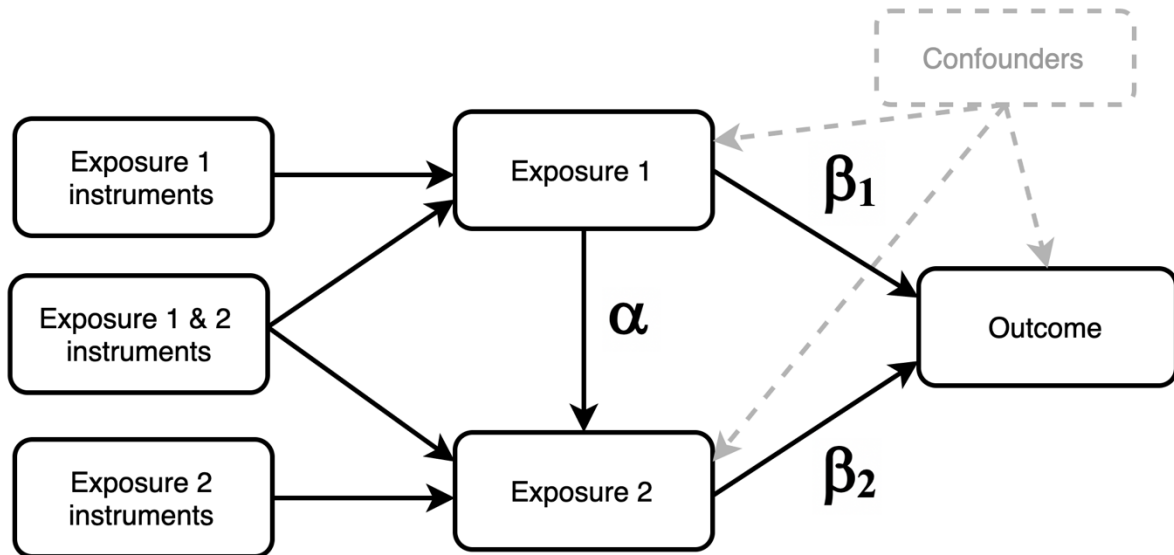 Confounders
Exposure 1
instruments
Exposure 1
β1
Exposure 1 & 2
instruments
α
Outcome
Exposure 2
instruments
Exposure 2
β2